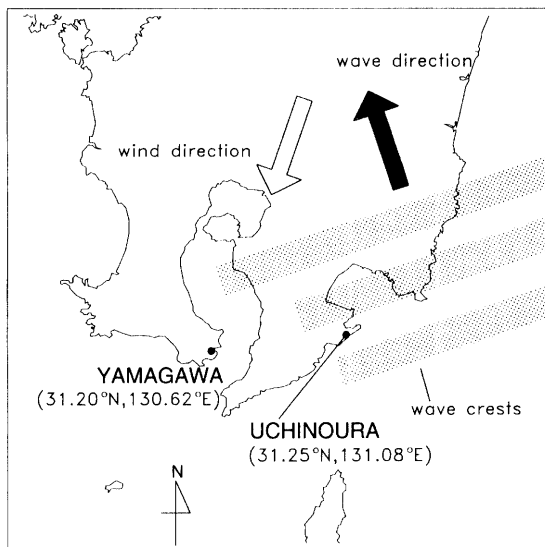 wave direction
wind direction
YAMAGAWA
(31.20°N,130.62°E)
wave crests
UCHINOURA
(31.25°N,131.08°E)
N